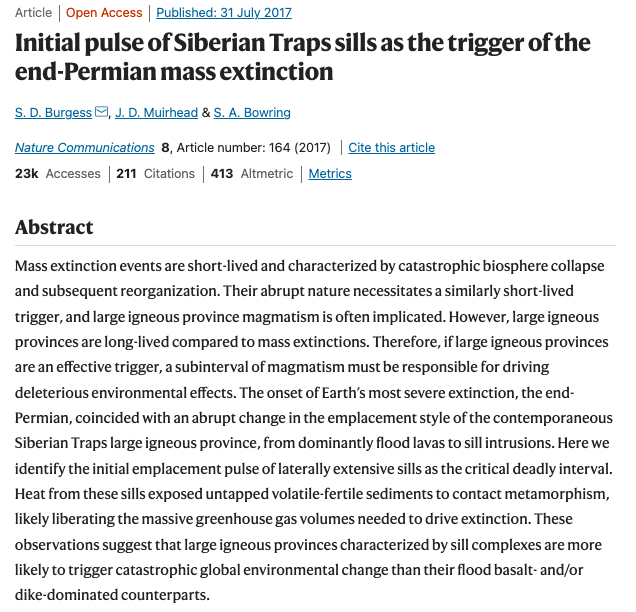 Article | Open Access | Published: 31 July 2017
Initial pulse of Siberian Traps sills as the trigger of the
end-Permian mass extinction
S. D. Burgess, J. D. Muirhead & S. A. Bowring
Nature Communications 8, Article number: 164 (2017) | Cite this article
23k Accesses | 211 Citations | 413 Altmetric | Metrics
Abstract
Mass extinction events are short-lived and characterized by catastrophic biosphere collapse
and subsequent reorganization. Their abrupt nature necessitates a similarly short-lived
trigger, and large igneous province magmatism is often implicated. However, large igneous
provinces are long-lived compared to mass extinctions. Therefore, if large igneous provinces
are an effective trigger, a subinterval of magmatism must be responsible for driving
deleterious environmental effects. The onset of Earth’s most severe extinction, the end-
Permian, coincided with an abrupt change in the emplacement style of the contemporaneous
Siberian Traps large igneous province, from dominantly flood lavas to sill intrusions. Here we
identify the initial emplacement pulse of laterally extensive sills as the critical deadly interval.
Heat from these sills exposed untapped volatile-fertile sediments to contact metamorphism,
likely liberating the massive greenhouse gas volumes needed to drive extinction. These
observations suggest that large igneous provinces characterized by sill complexes are more
likely to trigger catastrophic global environmental change than their flood basalt- and/or
dike-dominated counterparts.